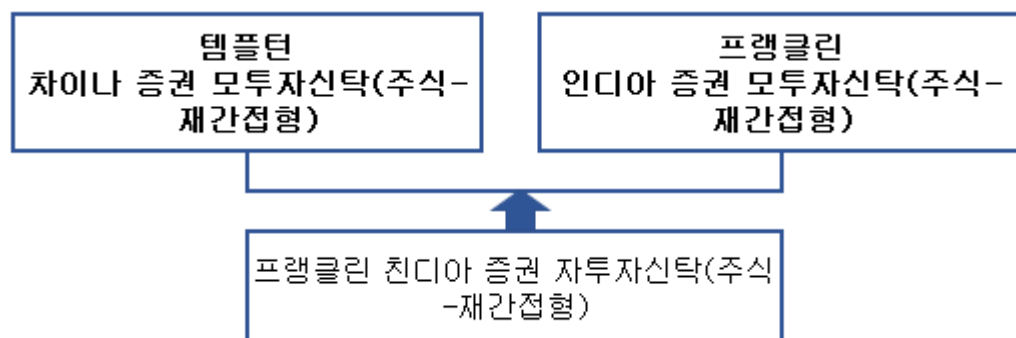 템플턴
차이나 증권 모투자신탁(주식-
재간접형)
프랭클린
인디아 증권 모투자신탁(주식-
재간접형)
프랭클린 친디아 증권 자투자신탁(주식
-재간접형)